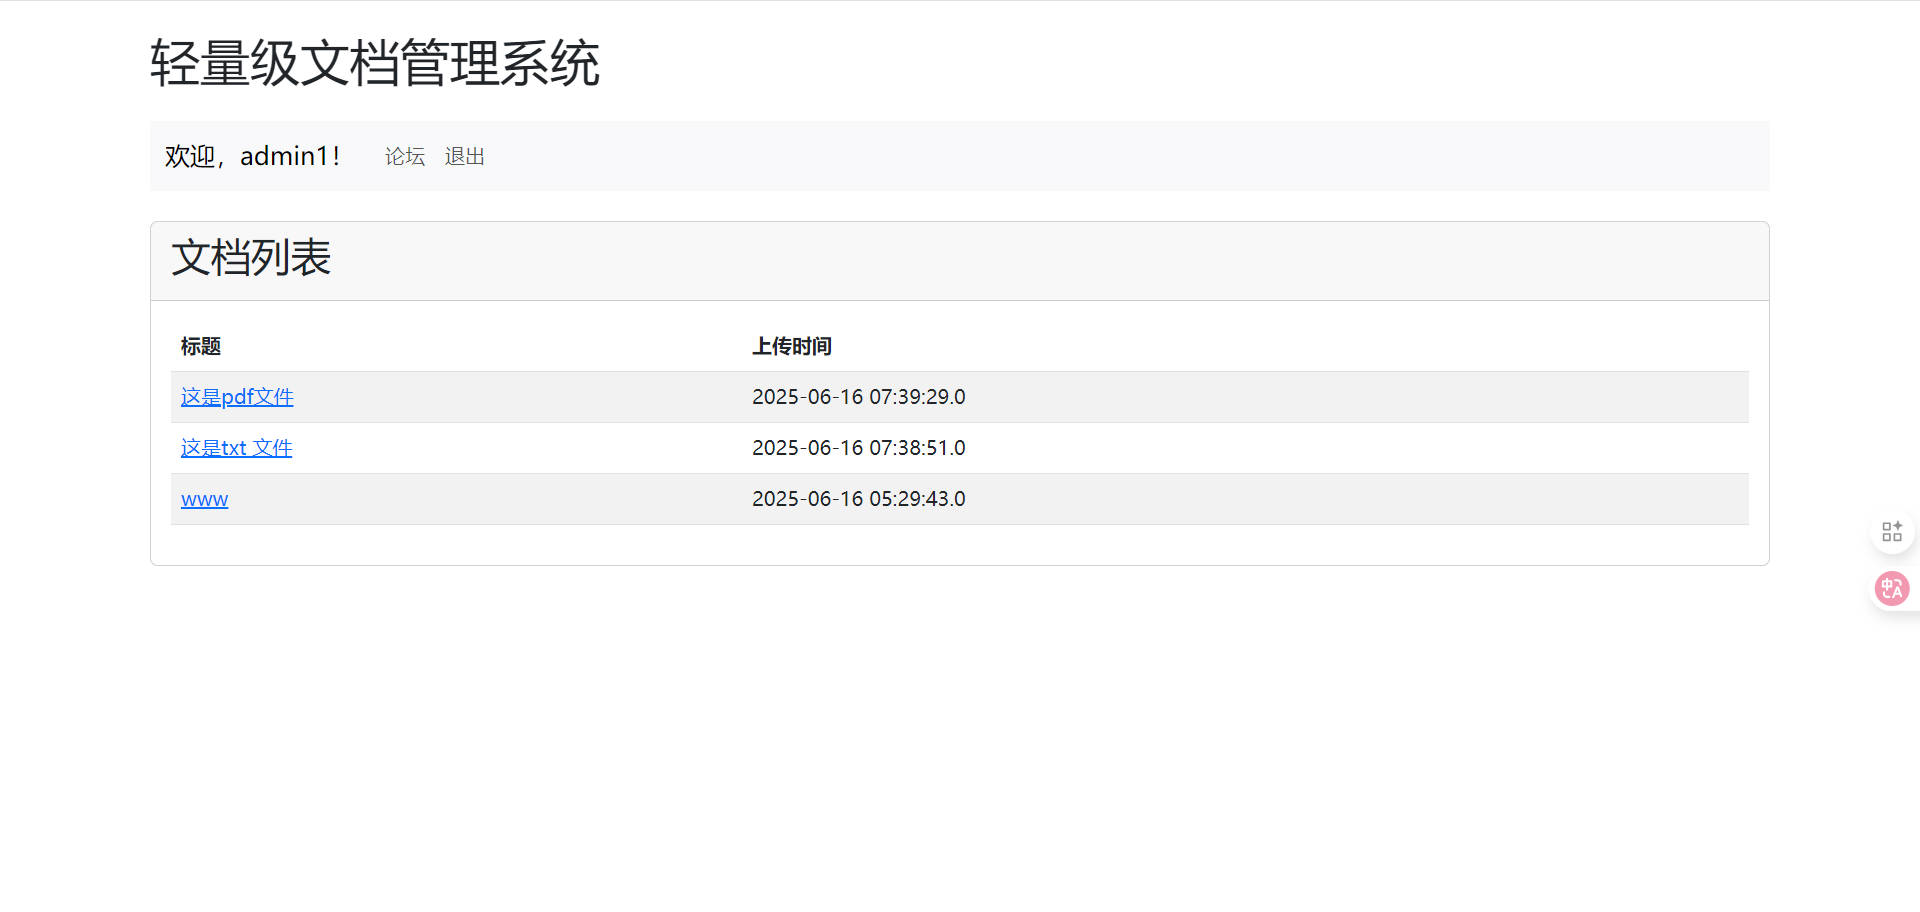 轻量级文档管理系统
欢迎，admin1！ 论坛 退出
文档列表
标题 上传时间
这是pdf文件 2025-06-16 07:39:29.0
这是txt 文件 2025-06-16 07:38:51.0
www 2025-06-16 05:29:43.0
中A